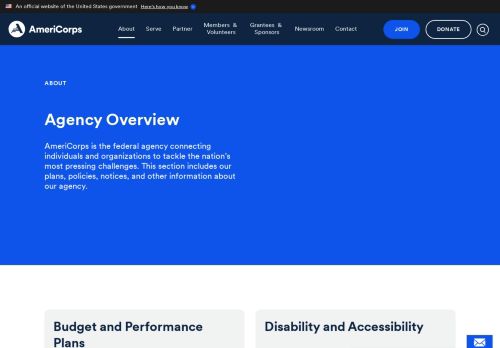 An official website of the United States government Here's how you know
AmeriCorps
About Serve Partner Members & Volunteers Grantees & Sponsors Newsroom Contact JOIN DONATE
ABOUT
Agency Overview
AmeriCorps is the federal agency connecting
individuals and organizations to tackle the nation's
most pressing challenges. This section includes our
plans, policies, notices, and other information about
our agency.
Budget and Performance
Plans
Disability and Accessibility